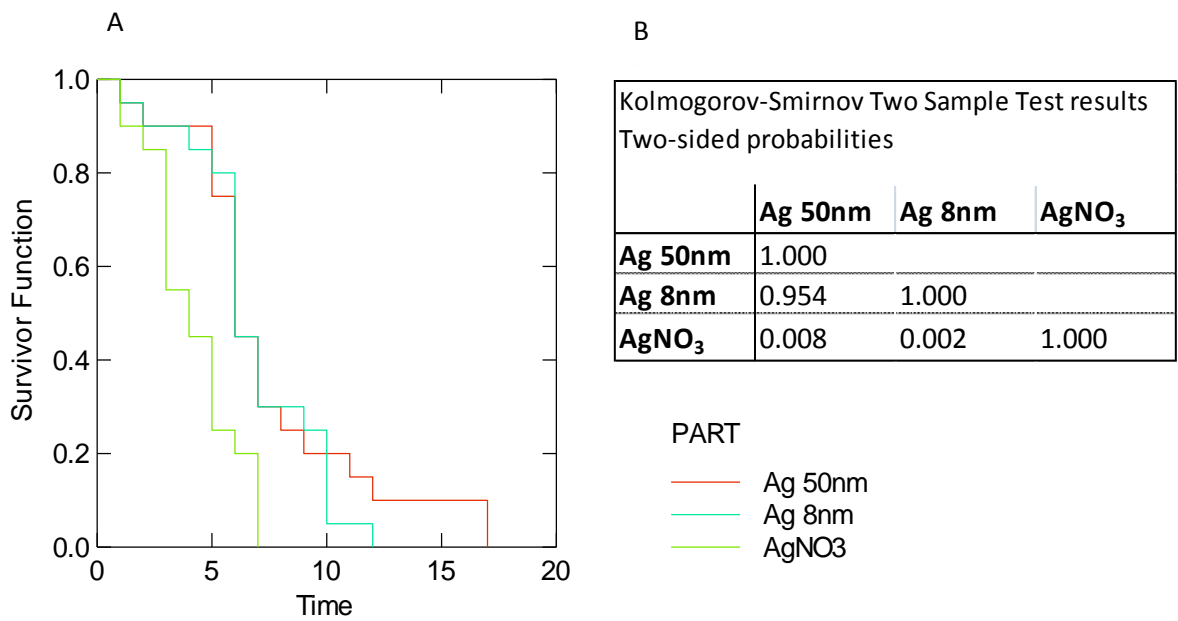 A
B
1.0
0.8
0.6
0.4
0.2
0.0
Survivor Function
0 5 10 15 20
Time
Kolmogorov-Smirnov Two Sample Test results
Two-sided probabilities
Ag 50nm Ag 8nm AgNO₃
Ag 50nm 1.000
Ag 8nm 0.954 1.000
AgNO₃ 0.008 0.002 1.000
PART
Ag 50nm
Ag 8nm
AgNO3